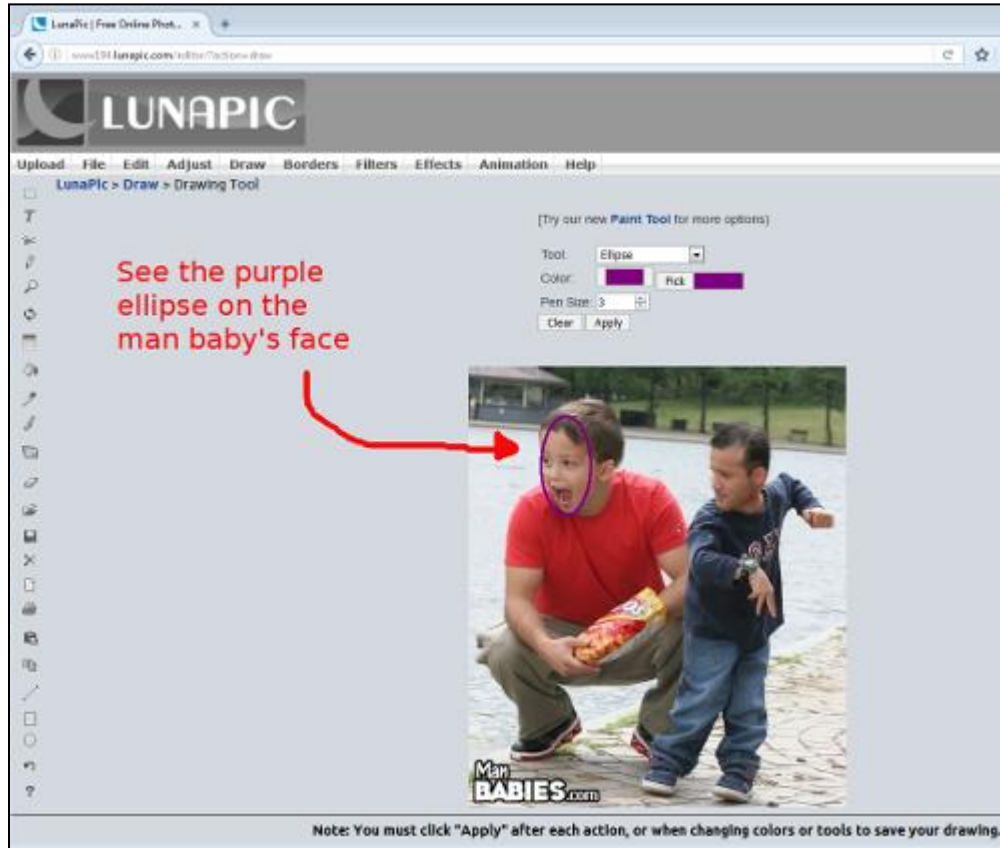 LunaPic | Free Online Phot...
www194.lunapic.com/editor/?action=draw
LUNAPIC
Upload File Edit Adjust Draw Borders Filters Effects Animation Help
LunaPic > Draw > Drawing Tool
(Try our new Paint Tool for more options)
Tool: Ellipse
Color: Pick
Pen Size: 3
Clear Apply
See the purple
ellipse on the
man baby's face
Man
BABIES.com
Note: You must click "Apply" after each action, or when changing colors or tools to save your drawing.